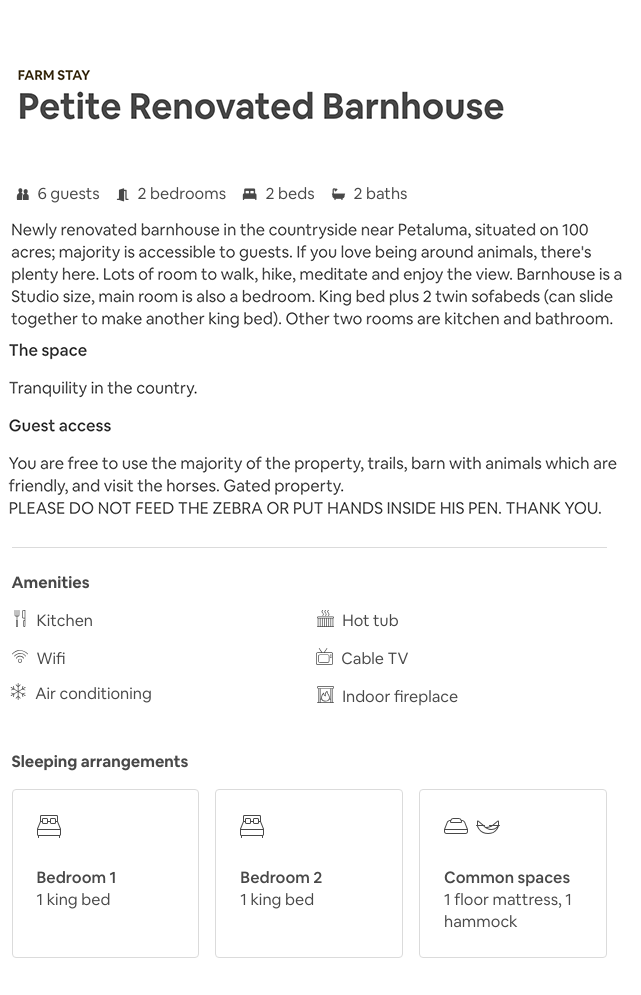 FARM STAY
Petite Renovated Barnhouse
6 guests 2 bedrooms 2 beds 2 baths
Newly renovated barnhouse in the countryside near Petaluma, situated on 100
acres; majority is accessible to guests. If you love being around animals, there's
plenty here. Lots of room to walk, hike, meditate and enjoy the view. Barnhouse is a
Studio size, main room is also a bedroom. King bed plus 2 twin sofabeds (can slide
together to make another king bed). Other two rooms are kitchen and bathroom.
The space
Tranquility in the country.
Guest access
You are free to use the majority of the property, trails, barn with animals which are
friendly, and visit the horses. Gated property.
PLEASE DO NOT FEED THE ZEBRA OR PUT HANDS INSIDE HIS PEN. THANK YOU.
Amenities
Kitchen
Hot tub
Wifi
Cable TV
Air conditioning
Indoor fireplace
Sleeping arrangements
Bedroom 1
1 king bed
Bedroom 2
1 king bed
Common spaces
1 floor mattress, 1
hammock